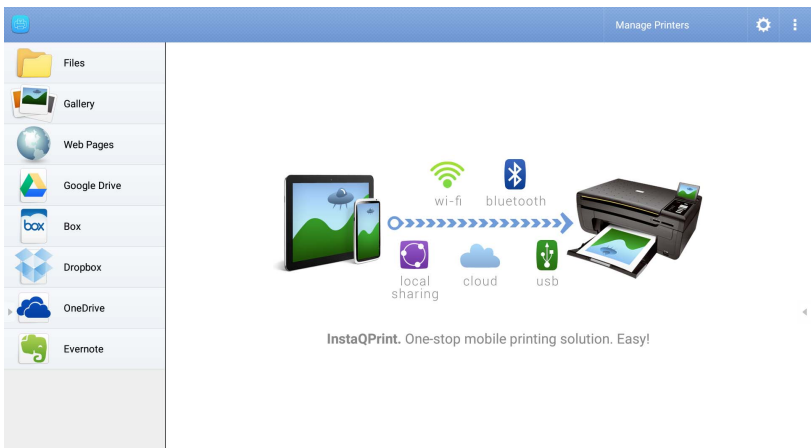 Manage Printers
Files
Gallery
Web Pages
Google Drive
box
Box
Dropbox
OneDrive
Evernote
wi-fi
bluetooth
local
sharing
cloud
usb
InstaQPrint. One-stop mobile printing solution. Easy!